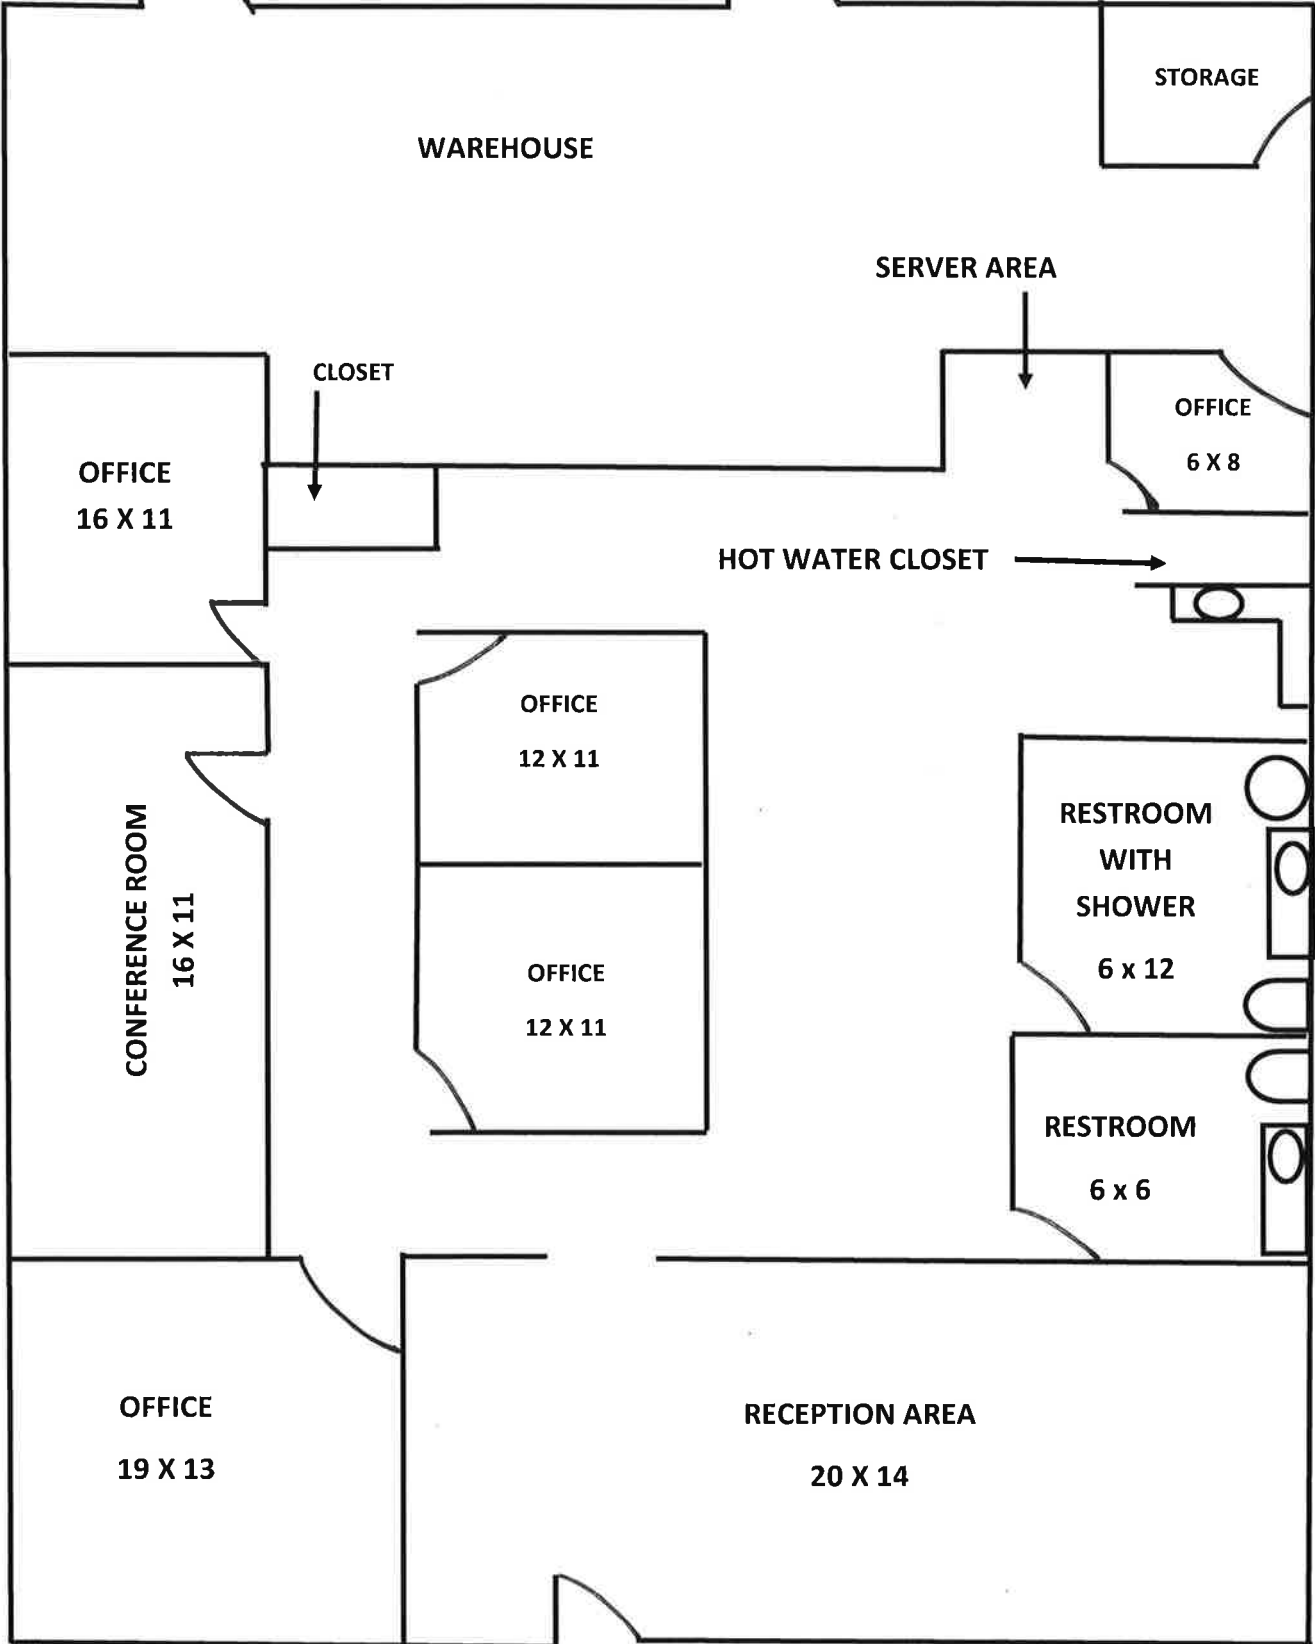 STORAGE
WAREHOUSE
SERVER AREA
CLOSET
OFFICE
6 X 8
OFFICE
16 X 11
HOT WATER CLOSET
OFFICE
12 X 11
CONFERENCE ROOM
16 X 11
RESTROOM
WITH
SHOWER
6 x 12
OFFICE
12 X 11
RESTROOM
6 x 6
OFFICE
19 X 13
RECEPTION AREA
20 X 14